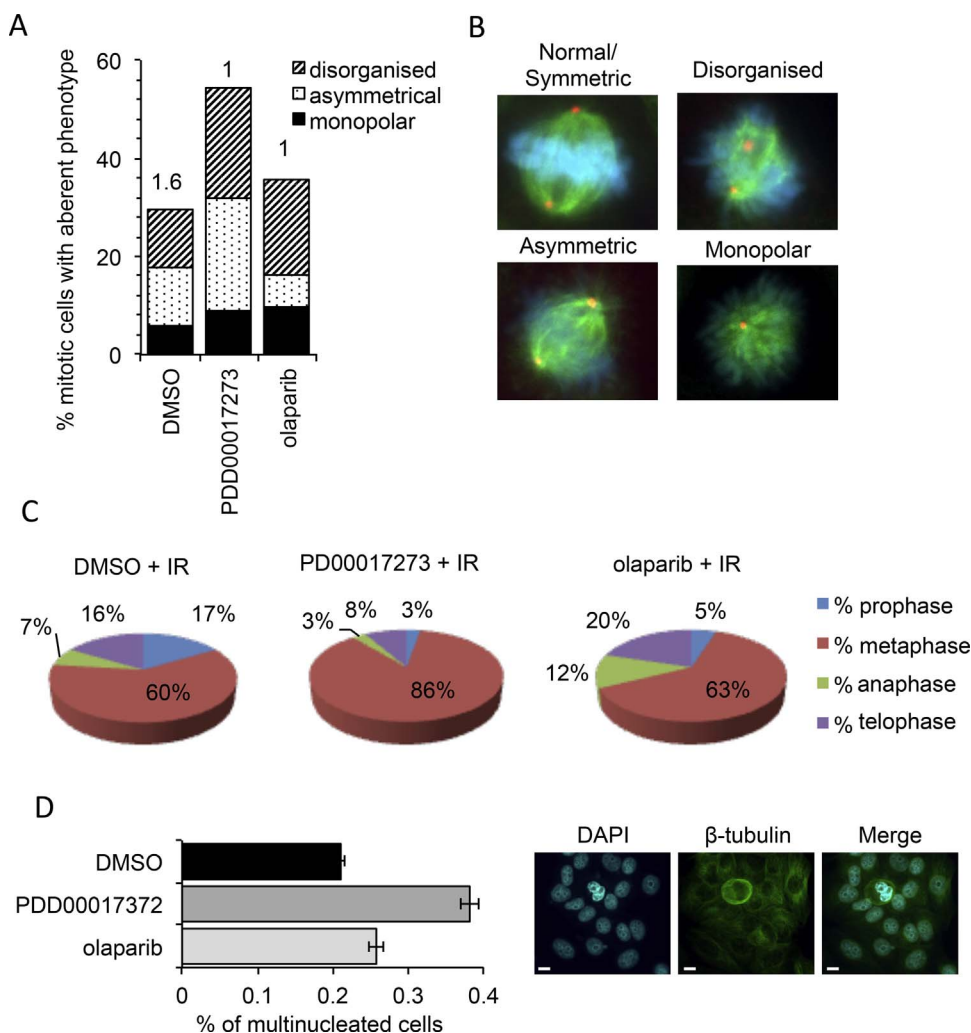 A
% mitotic cells with aberent phenotype
60
40
20
0
1.6
1
1
disorganised
asymmetrical
monopolar
DMSO
PDD00017273
olaparib
B
Normal/
Symmetric
Disorganised
Asymmetric
Monopolar
C
DMSO + IR
7%
16%
17%
60%
PD00017273 + IR
3%
8%
3%
86%
olaparib + IR
12%
20%
5%
63%
% prophase
% metaphase
% anaphase
% telophase
D
DMSO
PDD00017372
olaparib
0
0.1
0.2
0.3
0.4
% of multinucleated cells
DAPI
β-tubulin
Merge